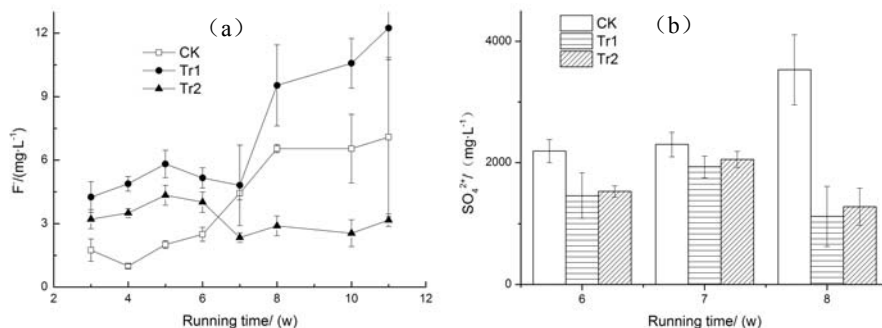 (a)
CK
Tr1
Tr2
F⁻/(mg·L⁻¹)
12
9
6
3
0
2 4 6 8 10 12
Running time/ (w)
(b)
CK
Tr1
Tr2
SO₄²⁺/ (mg·L⁻¹)
4000
2000
0
6 7 8
Running time/ (w)